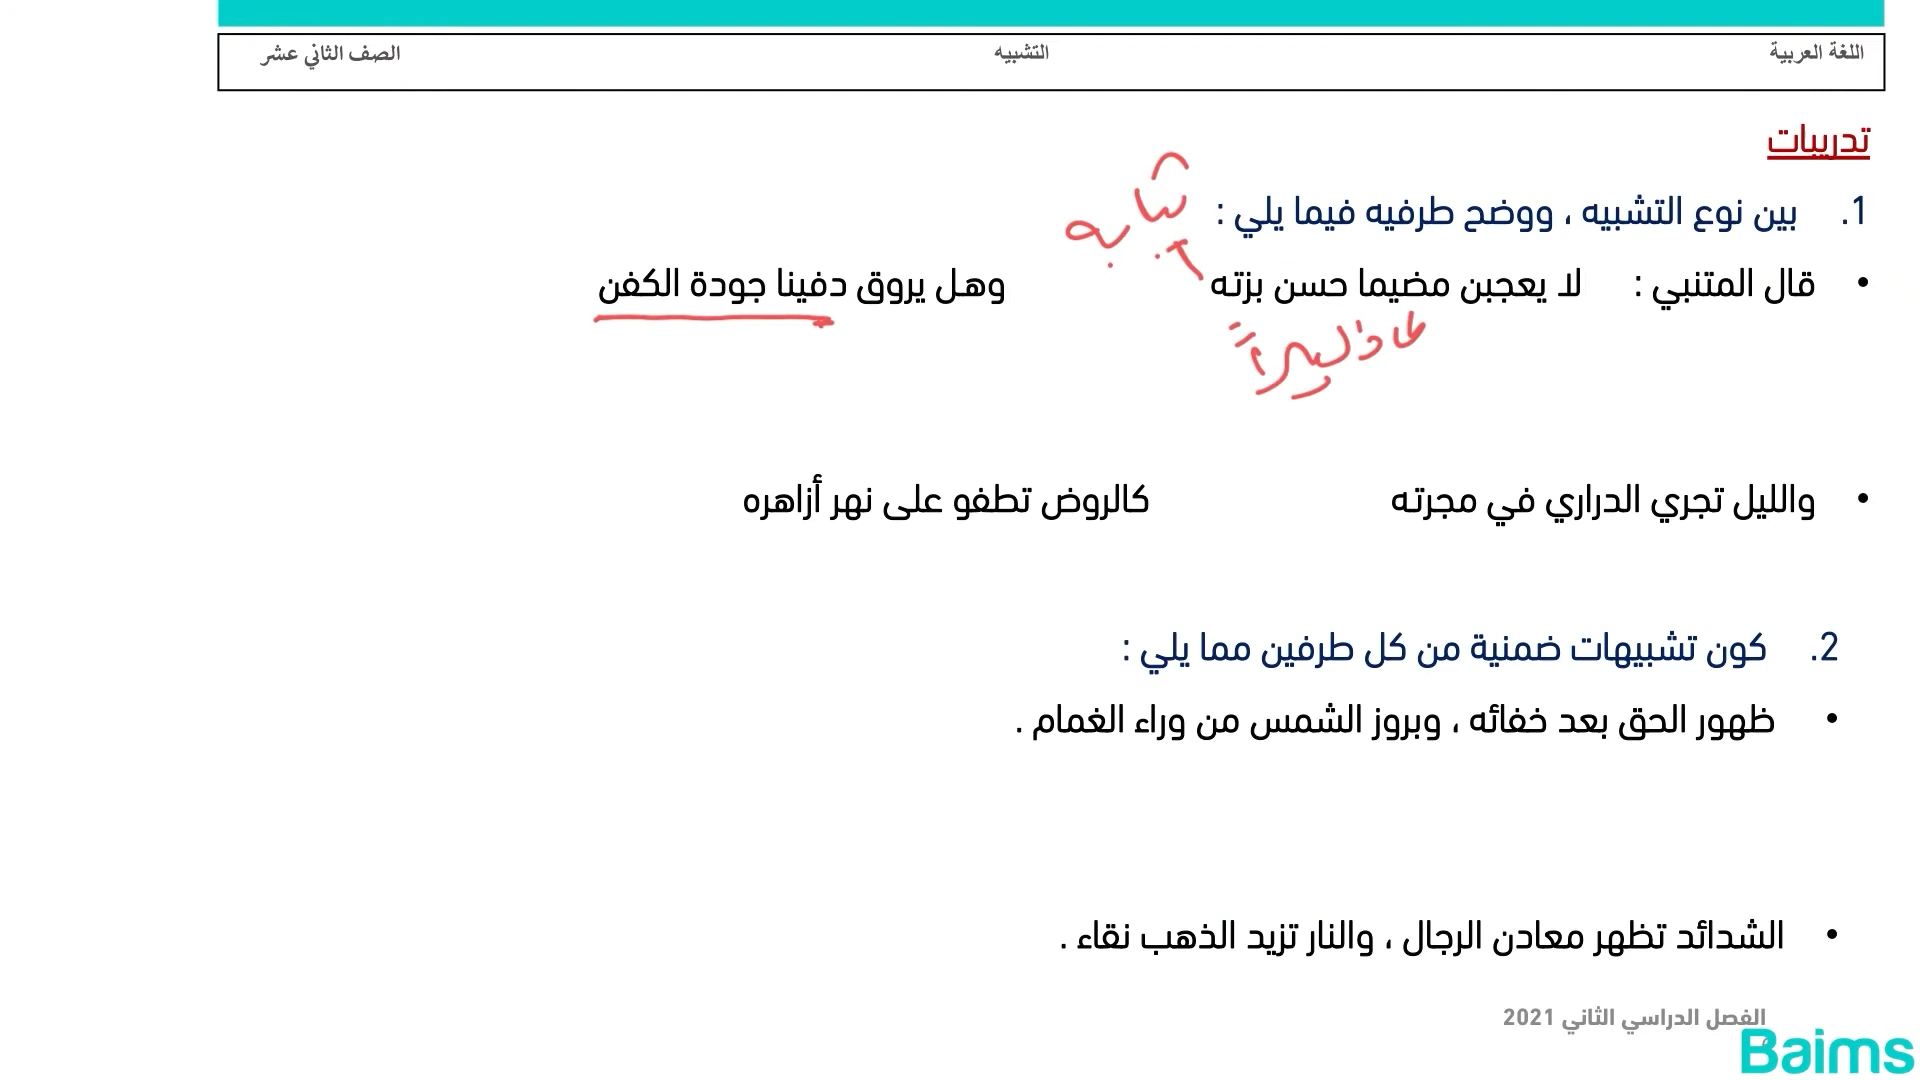 اللغة العربية التشبيه الصف الثاني عشر
تدريبات
1. بين نوع التشبيه ، ووضح طرفيه فيما يلي :
• قال المتنبي : لا يعجبن مضيما حسن بزته وهل يروق دفينا جودة الكفن
ثيابه
• والليل تجري الدراري في مجرته كالروض تطفو على نهر أزاهره
2. كون تشبيهات ضمنية من كل طرفين مما يلي :
• ظهور الحق بعد خفائه ، وبروز الشمس من وراء الغمام .
• الشدائد تظهر معادن الرجال ، والنار تزيد الذهب نقاء .
الفصل الدراسي الثاني 2021
Baims